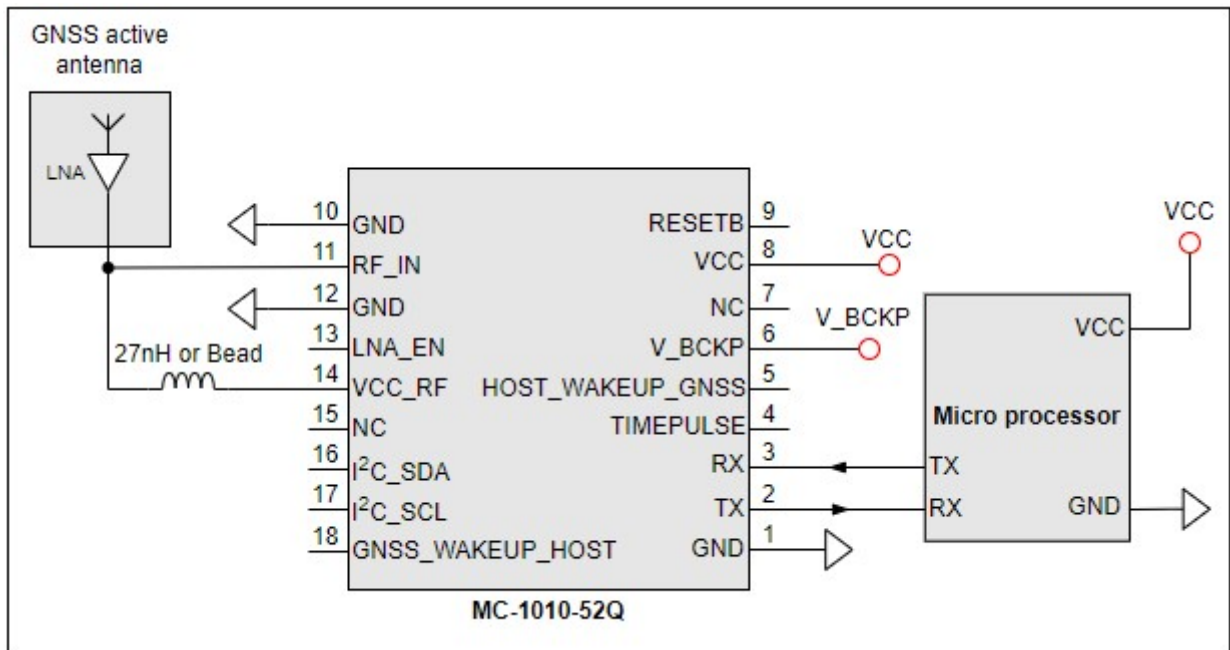 GNSS active
antenna
LNA
27nH or Bead
10
GND
11
RF_IN
12
GND
13
LNA_EN
14
VCC_RF
15
NC
16
I²C_SDA
17
I²C_SCL
18
GNSS_WAKEUP_HOST
RESETB
9
VCC
8
VCC
NC
7
V_BCKP
6
V_BCKP
HOST_WAKEUP_GNSS
5
TIMEPULSE
4
RX
3
TX
2
GND
1
MC-1010-52Q
VCC
VCC
Micro processor
TX
RX
GND